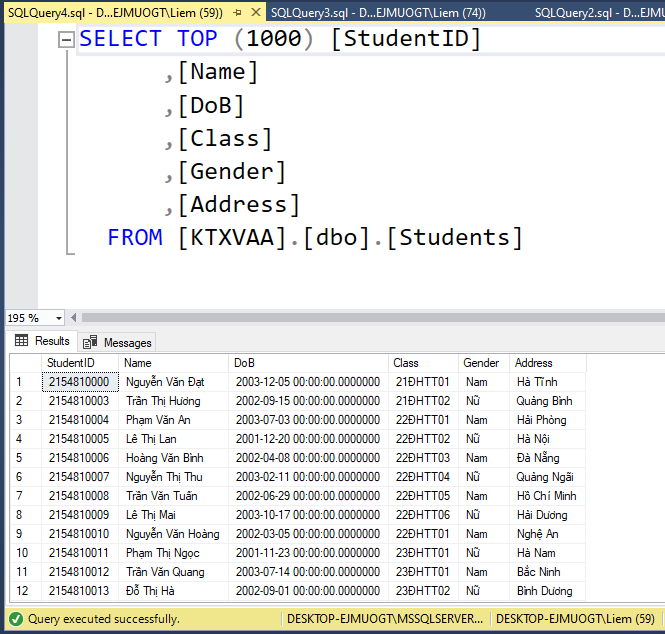 SQLQuery4.sql - D...EJMUOGT\Liem (59)) SQLQuery3.sql - D...EJMUOGT\Liem (74)) SQLQuery2.sql - D...EJ
SELECT TOP (1000) [StudentID]
,[Name]
,[DoB]
,[Class]
,[Gender]
,[Address]
FROM [KTXVAA].[dbo].[Students]
195 %
Results Messages
StudentID Name DoB Class Gender Address
1 2154810000 Nguyễn Văn Đạt 2003-12-05 00:00:00.0000000 21ĐHTT01 Nam Hà Tĩnh
2 2154810003 Trần Thị Hương 2002-09-15 00:00:00.0000000 21ĐHTT02 Nữ Quảng Bình
3 2154810004 Phạm Văn An 2003-07-03 00:00:00.0000000 22ĐHTT01 Nam Hải Phòng
4 2154810005 Lê Thị Lan 2001-12-20 00:00:00.0000000 22ĐHTT02 Nữ Hà Nội
5 2154810006 Hoàng Văn Bình 2002-04-08 00:00:00.0000000 22ĐHTT03 Nam Đà Nẵng
6 2154810007 Nguyễn Thị Thu 2003-02-11 00:00:00.0000000 22ĐHTT04 Nữ Quảng Ngãi
7 2154810008 Trần Văn Tuấn 2002-06-29 00:00:00.0000000 22ĐHTT05 Nam Hồ Chí Minh
8 2154810009 Lê Thị Mai 2003-10-17 00:00:00.0000000 22ĐHTT06 Nữ Hải Dương
9 2154810010 Nguyễn Văn Hoàng 2002-03-05 00:00:00.0000000 22ĐHTT01 Nam Nghệ An
10 2154810011 Phạm Thị Ngọc 2001-11-23 00:00:00.0000000 23ĐHTT01 Nữ Hà Nam
11 2154810012 Trần Văn Quang 2003-07-14 00:00:00.0000000 23ĐHTT01 Nam Bắc Ninh
12 2154810013 Đỗ Thị Hà 2002-09-01 00:00:00.0000000 23ĐHTT02 Nữ Bình Dương
Query executed successfully. DESKTOP-EJMUOGT\MSSQLSERVER... DESKTOP-EJMUOGT\Liem (59)